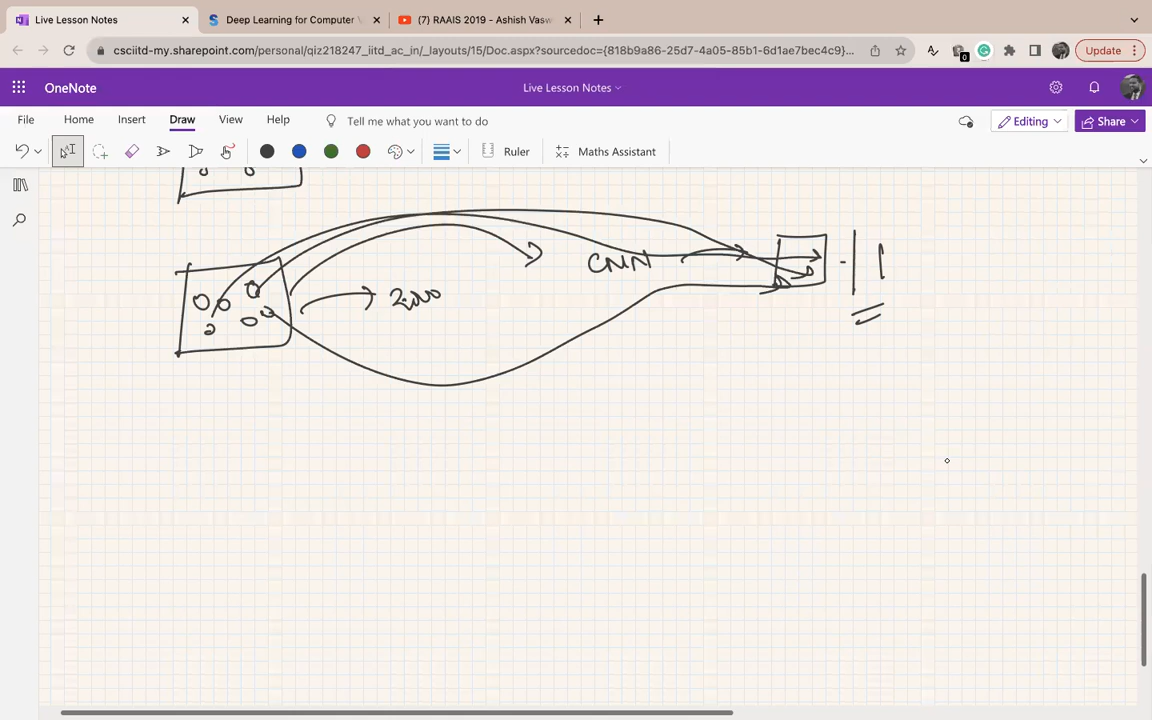 Live Lesson Notes
Deep Learning for Computer
(7) RAAIS 2019 - Ashish Vasw
csciitd-my.sharepoint.com/personal/qiz218247_iitd_ac_in/_layouts/15/Doc.aspx?sourcedoc={818b9a86-25d7-4a05-85b1-6d1ae7bec4c9}...
0
Update
OneNote
Live Lesson Notes
File Home Insert Draw View Help Tell me what you want to do
Editing
Share
Ruler
Maths Assistant
CNN
2000